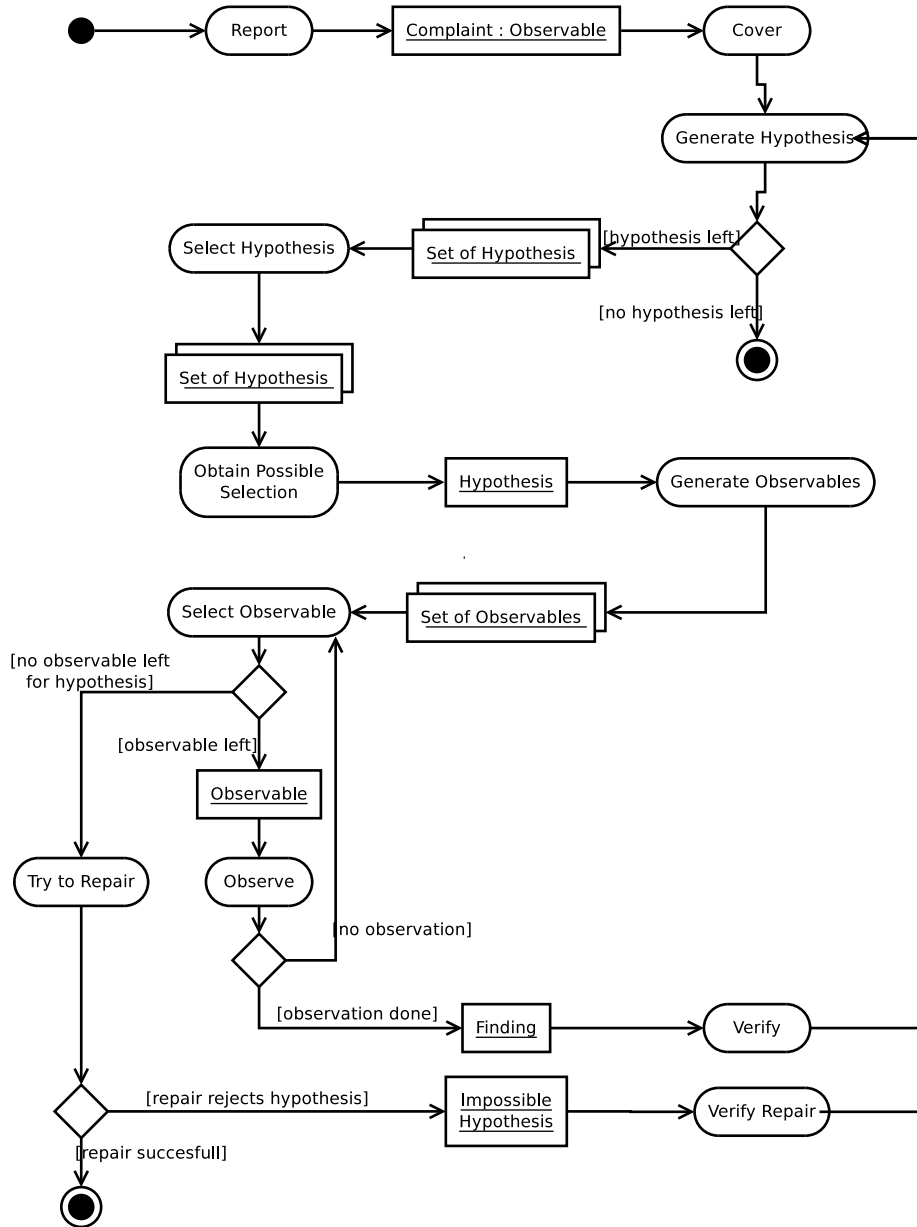 Report
Complaint : Observable
Cover
Generate Hypothesis
[hypothesis left]
Set of Hypothesis
Select Hypothesis
[no hypothesis left]
Set of Hypothesis
Obtain Possible
Selection
Hypothesis
Generate Observables
Select Observable
Set of Observables
[no observable left
for hypothesis]
[observable left]
Observable
Try to Repair
Observe
[no observation]
[observation done]
Finding
Verify
[repair rejects hypothesis]
Impossible
Hypothesis
Verify Repair
[repair succesfull]